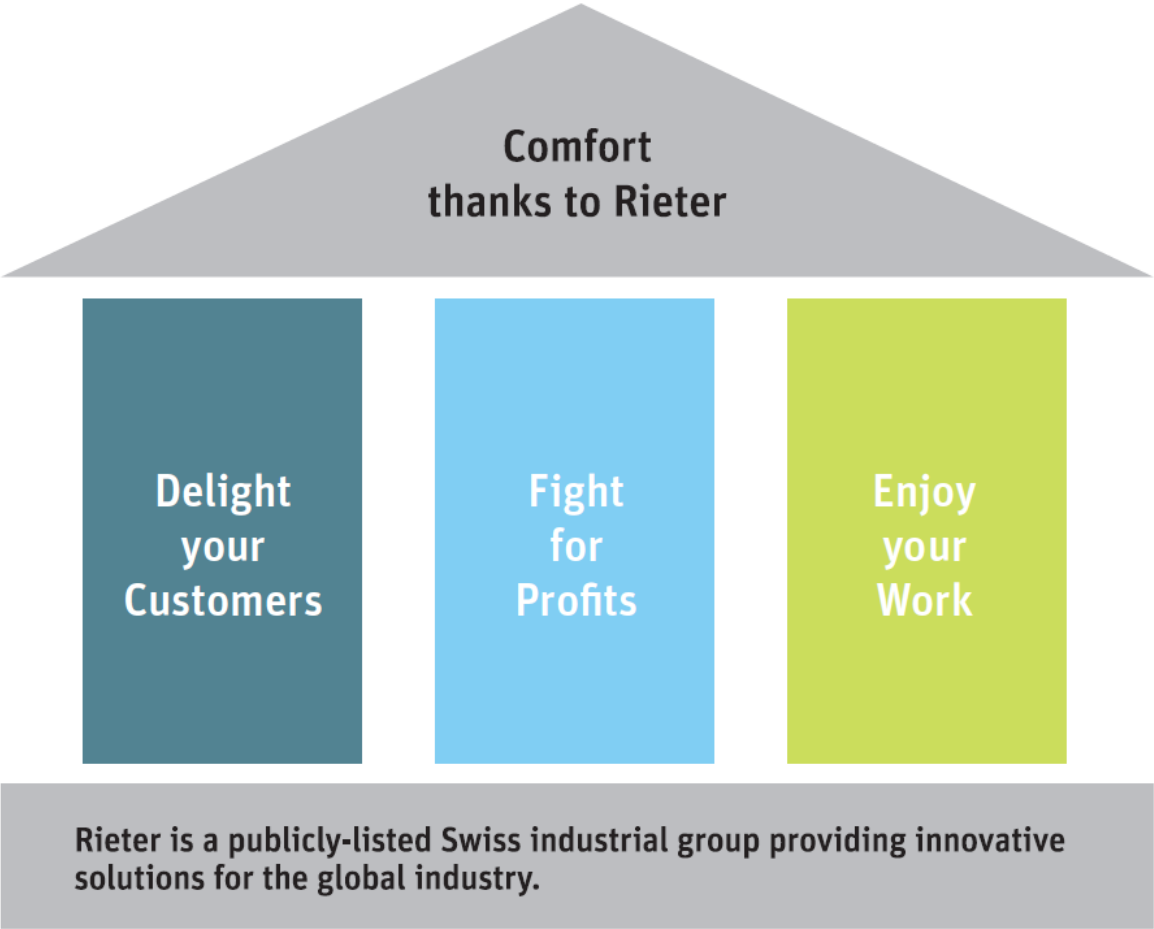 Comfort
thanks to Rieter
Delight
your
Customers
Fight
for
Profits
Enjoy
your
Work
Rieter is a publicly-listed Swiss industrial group providing innovative
solutions for the global industry.